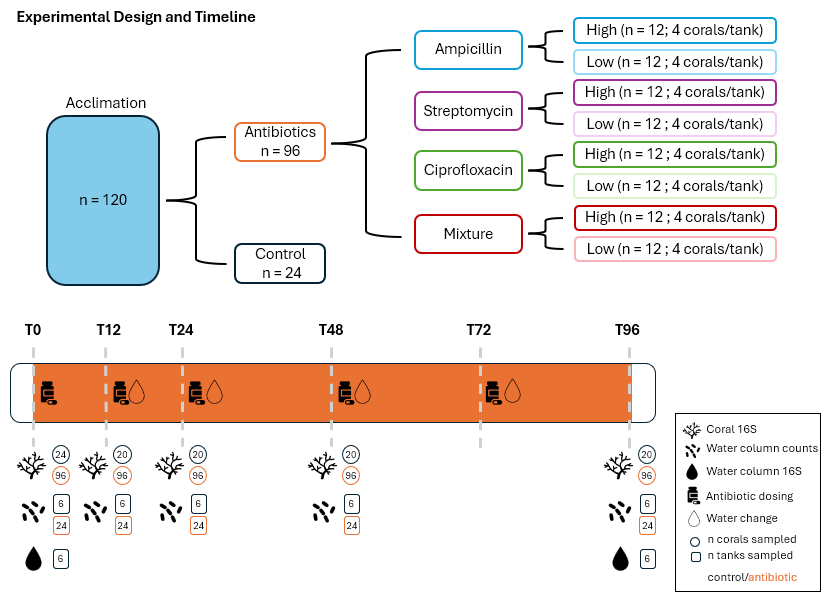 Experimental Design and Timeline
Acclimation
n = 120
Antibiotics
n = 96
Control
n = 24
Ampicillin
High (n = 12; 4 corals/tank)
Low (n = 12 ; 4 corals/tank)
Streptomycin
High (n = 12 ; 4 corals/tank)
Low (n = 12 ; 4 corals/tank)
Ciprofloxacin
High (n = 12 ; 4 corals/tank)
Low (n = 12 ; 4 corals/tank)
Mixture
High (n = 12 ; 4 corals/tank)
Low (n = 12 ; 4 corals/tank)
T0 T12 T24 T48 T72 T96
24 20 20 20 20
96 96 96 96 96
6 6 6 6 6
24 24 24 24 24
6 6
Coral 16S
Water column counts
Water column 16S
Antibiotic dosing
Water change
n corals sampled
n tanks sampled
control/antibiotic